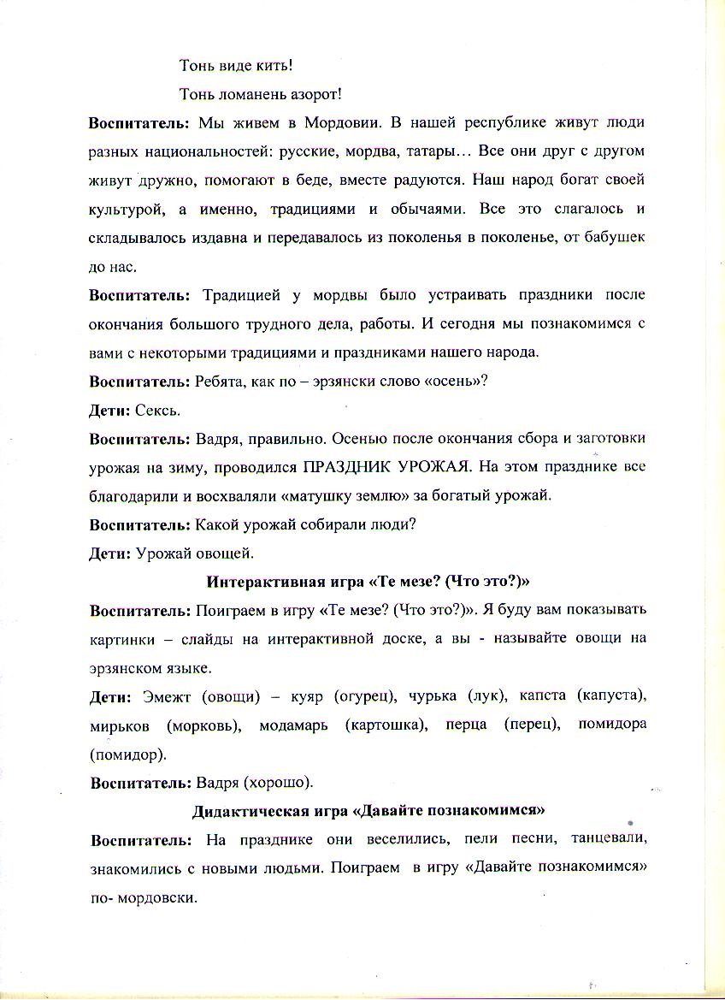 Тонь виде кить!
Тонь ломанень азорот!
Воспитатель: Мы живем в Мордовии. В нашей республике живут люди
разных национальностей: русские, мордва, татары… Все они друг с другом
живут дружно, помогают в беде, вместе радуются. Наш народ богат своей
культурой, а именно, традициями и обычаями. Все это слагалось и
складывалось издавна и передавалось из поколенья в поколенье, от бабушек
до нас.
Воспитатель: Традицией у мордвы было устраивать праздники после
окончания большого трудного дела, работы. И сегодня мы познакомимся с
вами с некоторыми традициями и праздниками нашего народа.
Воспитатель: Ребята, как по – эрзянски слово «осень»?
Дети: Сексь.
Воспитатель: Вадря, правильно. Осенью после окончания сбора и заготовки
урожая на зиму, проводился ПРАЗДНИК УРОЖАЯ. На этом празднике все
благодарили и восхваляли «матушку землю» за богатый урожай.
Воспитатель: Какой урожай собирали люди?
Дети: Урожай овощей.
Интерактивная игра «Те мезе? (Что это?)»
Воспитатель: Поиграем в игру «Те мезе? (Что это?)». Я буду вам показывать
картинки – слайды на интерактивной доске, а вы - называйте овощи на
эрзянском языке.
Дети: Эмежт (овощи) – куяр (огурец), чурька (лук), капста (капуста),
мирьков (морковь), модамарь (картошка), перца (перец), помидора
(помидор).
Воспитатель: Вадря (хорошо).
Дидактическая игра «Давайте познакомимся»
Воспитатель: На празднике они веселились, пели песни, танцевали,
знакомились с новыми людьми. Поиграем в игру «Давайте познакомимся»
по- мордовски.